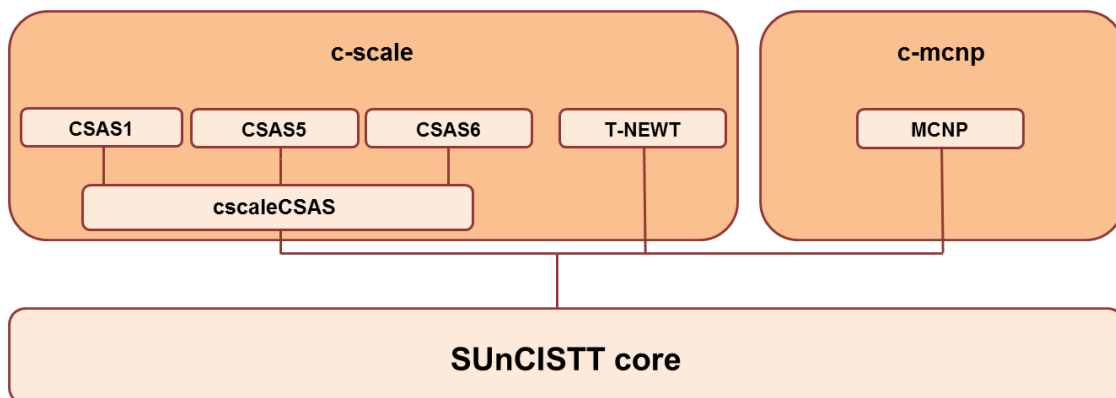 c-scale
c-mcnp
CSAS1
CSAS5
CSAS6
T-NEWT
MCNP
cscaleCSAS
SUnCISTT core